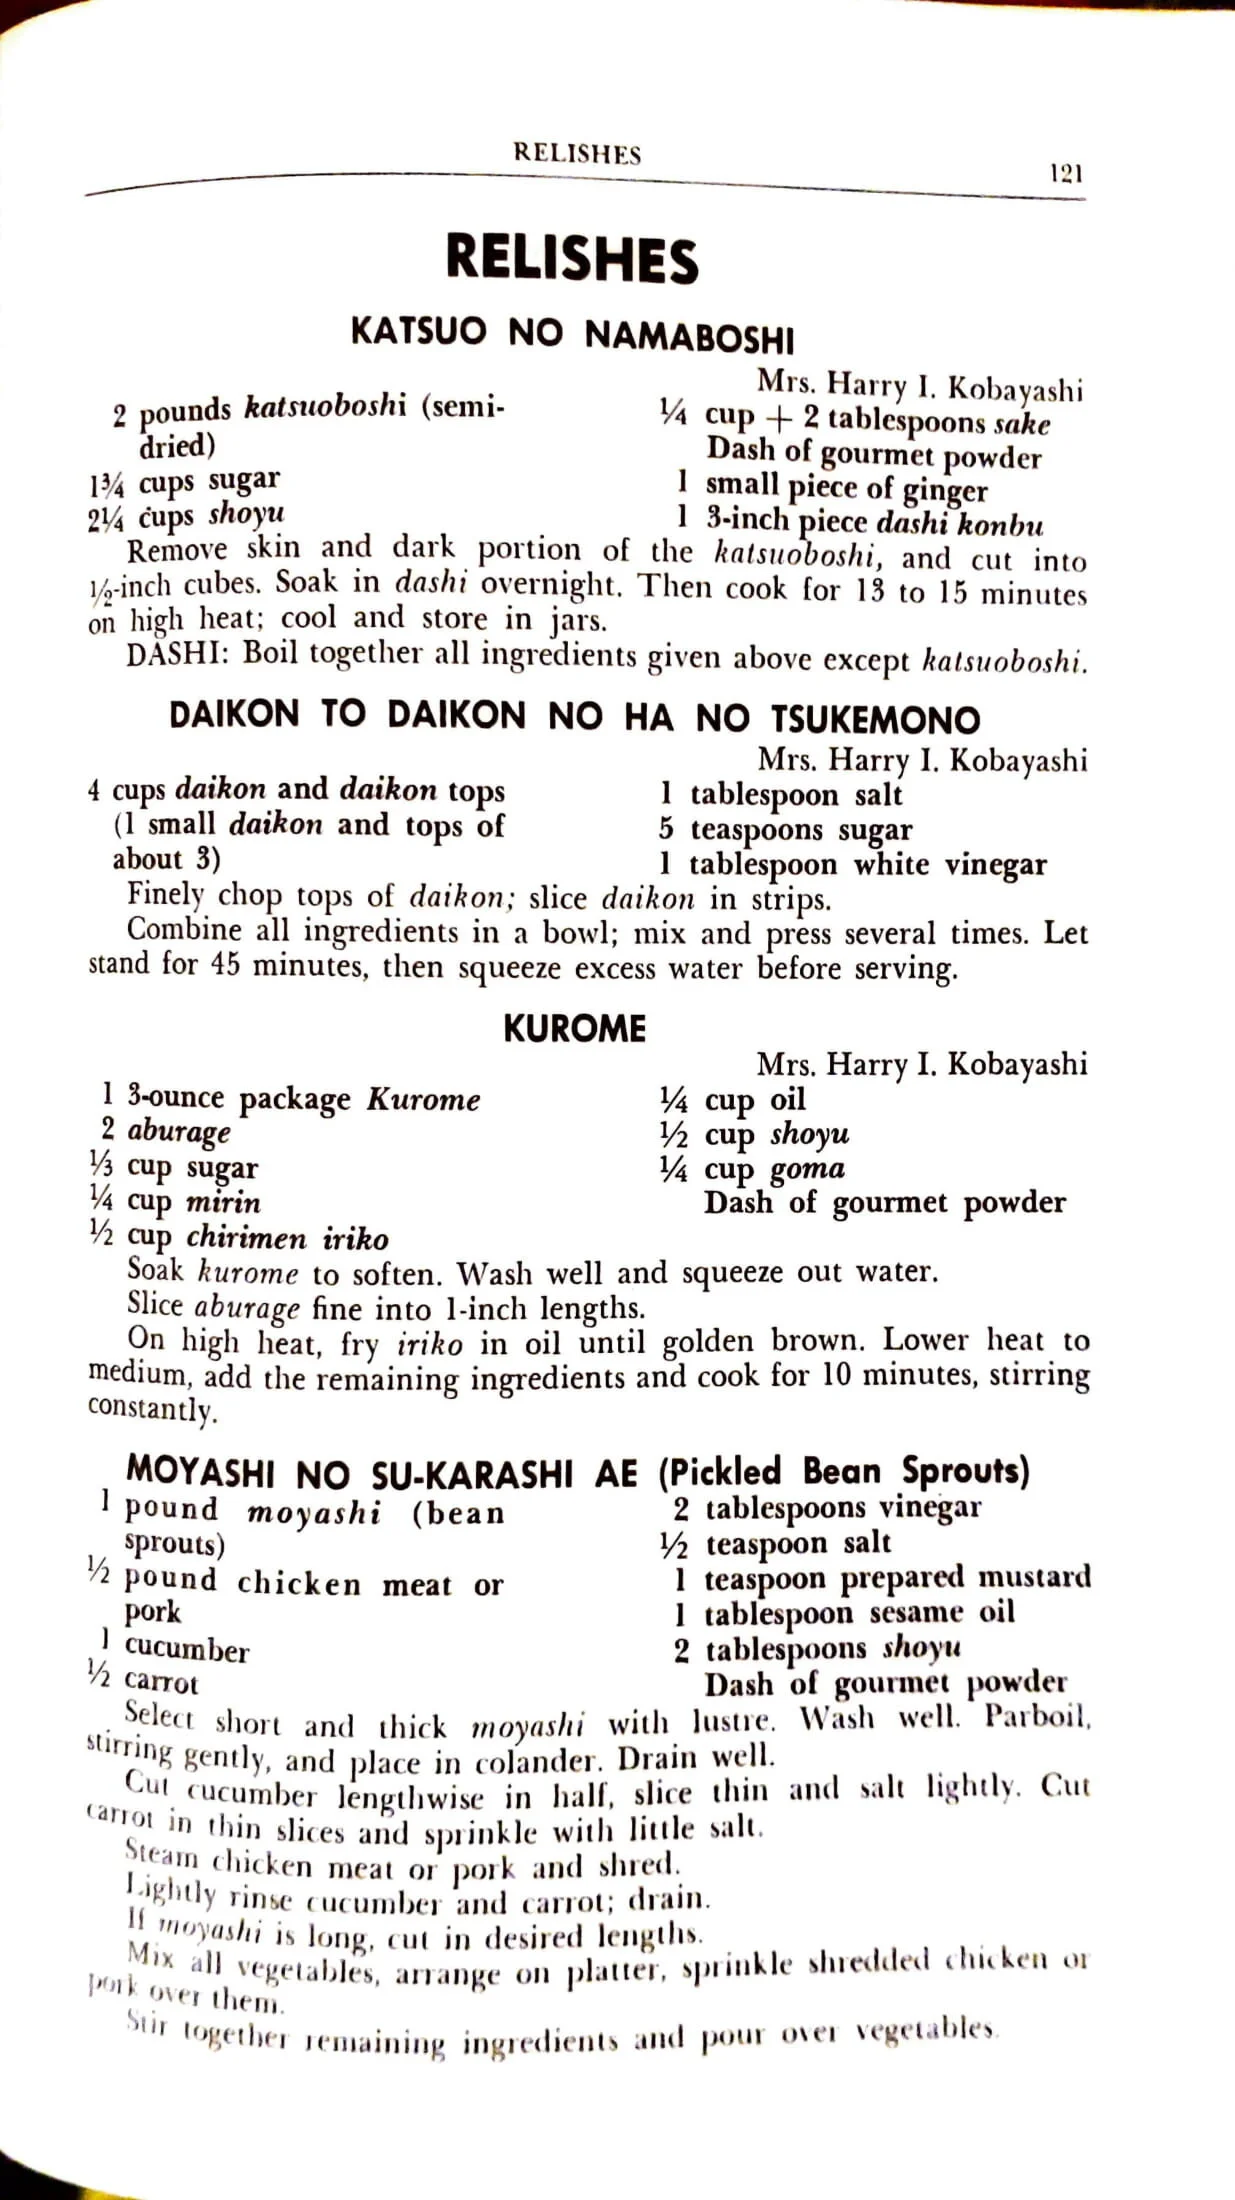 RELISHES
121
RELISHES
KATSUO NO NAMABOSHI
Mrs. Harry I. Kobayashi
2 pounds katsuoboshi (semi-
dried)
1¾ cups sugar
2¼ cups shoyu
¼ cup + 2 tablespoons sake
Dash of gourmet powder
1 small piece of ginger
1 3-inch piece dashi konbu
Remove skin and dark portion of the katsuoboshi, and cut into
½-inch cubes. Soak in dashi overnight. Then cook for 13 to 15 minutes
on high heat; cool and store in jars.
DASHI: Boil together all ingredients given above except katsuoboshi.
DAIKON TO DAIKON NO HA NO TSUKEMONO
Mrs. Harry I. Kobayashi
4 cups daikon and daikon tops
(1 small daikon and tops of
about 3)
1 tablespoon salt
5 teaspoons sugar
1 tablespoon white vinegar
Finely chop tops of daikon; slice daikon in strips.
Combine all ingredients in a bowl; mix and press several times. Let
stand for 45 minutes, then squeeze excess water before serving.
KUROME
Mrs. Harry I. Kobayashi
1 3-ounce package Kurome
2 aburage
⅓ cup sugar
¼ cup mirin
½ cup chirimen iriko
¼ cup oil
½ cup shoyu
¼ cup goma
Dash of gourmet powder
Soak kurome to soften. Wash well and squeeze out water.
Slice aburage fine into 1-inch lengths.
On high heat, fry iriko in oil until golden brown. Lower heat to
medium, add the remaining ingredients and cook for 10 minutes, stirring
constantly.
MOYASHI NO SU-KARASHI AE (Pickled Bean Sprouts)
1 pound moyashi (bean
sprouts)
½ pound chicken meat or
pork
1 cucumber
½ carrot
2 tablespoons vinegar
½ teaspoon salt
1 teaspoon prepared mustard
1 tablespoon sesame oil
2 tablespoons shoyu
Dash of gourmet powder
Select short and thick moyashi with lustre. Wash well. Parboil,
stirring gently, and place in colander. Drain well.
Cut cucumber lengthwise in half, slice thin and salt lightly. Cut
carrot in thin slices and sprinkle with little salt.
Steam chicken meat or pork and shred.
Lightly rinse cucumber and carrot; drain.
If moyashi is long, cut in desired lengths.
Mix all vegetables, arrange on platter, sprinkle shredded chicken or
pork over them.
Stir together remaining ingredients and pour over vegetables.